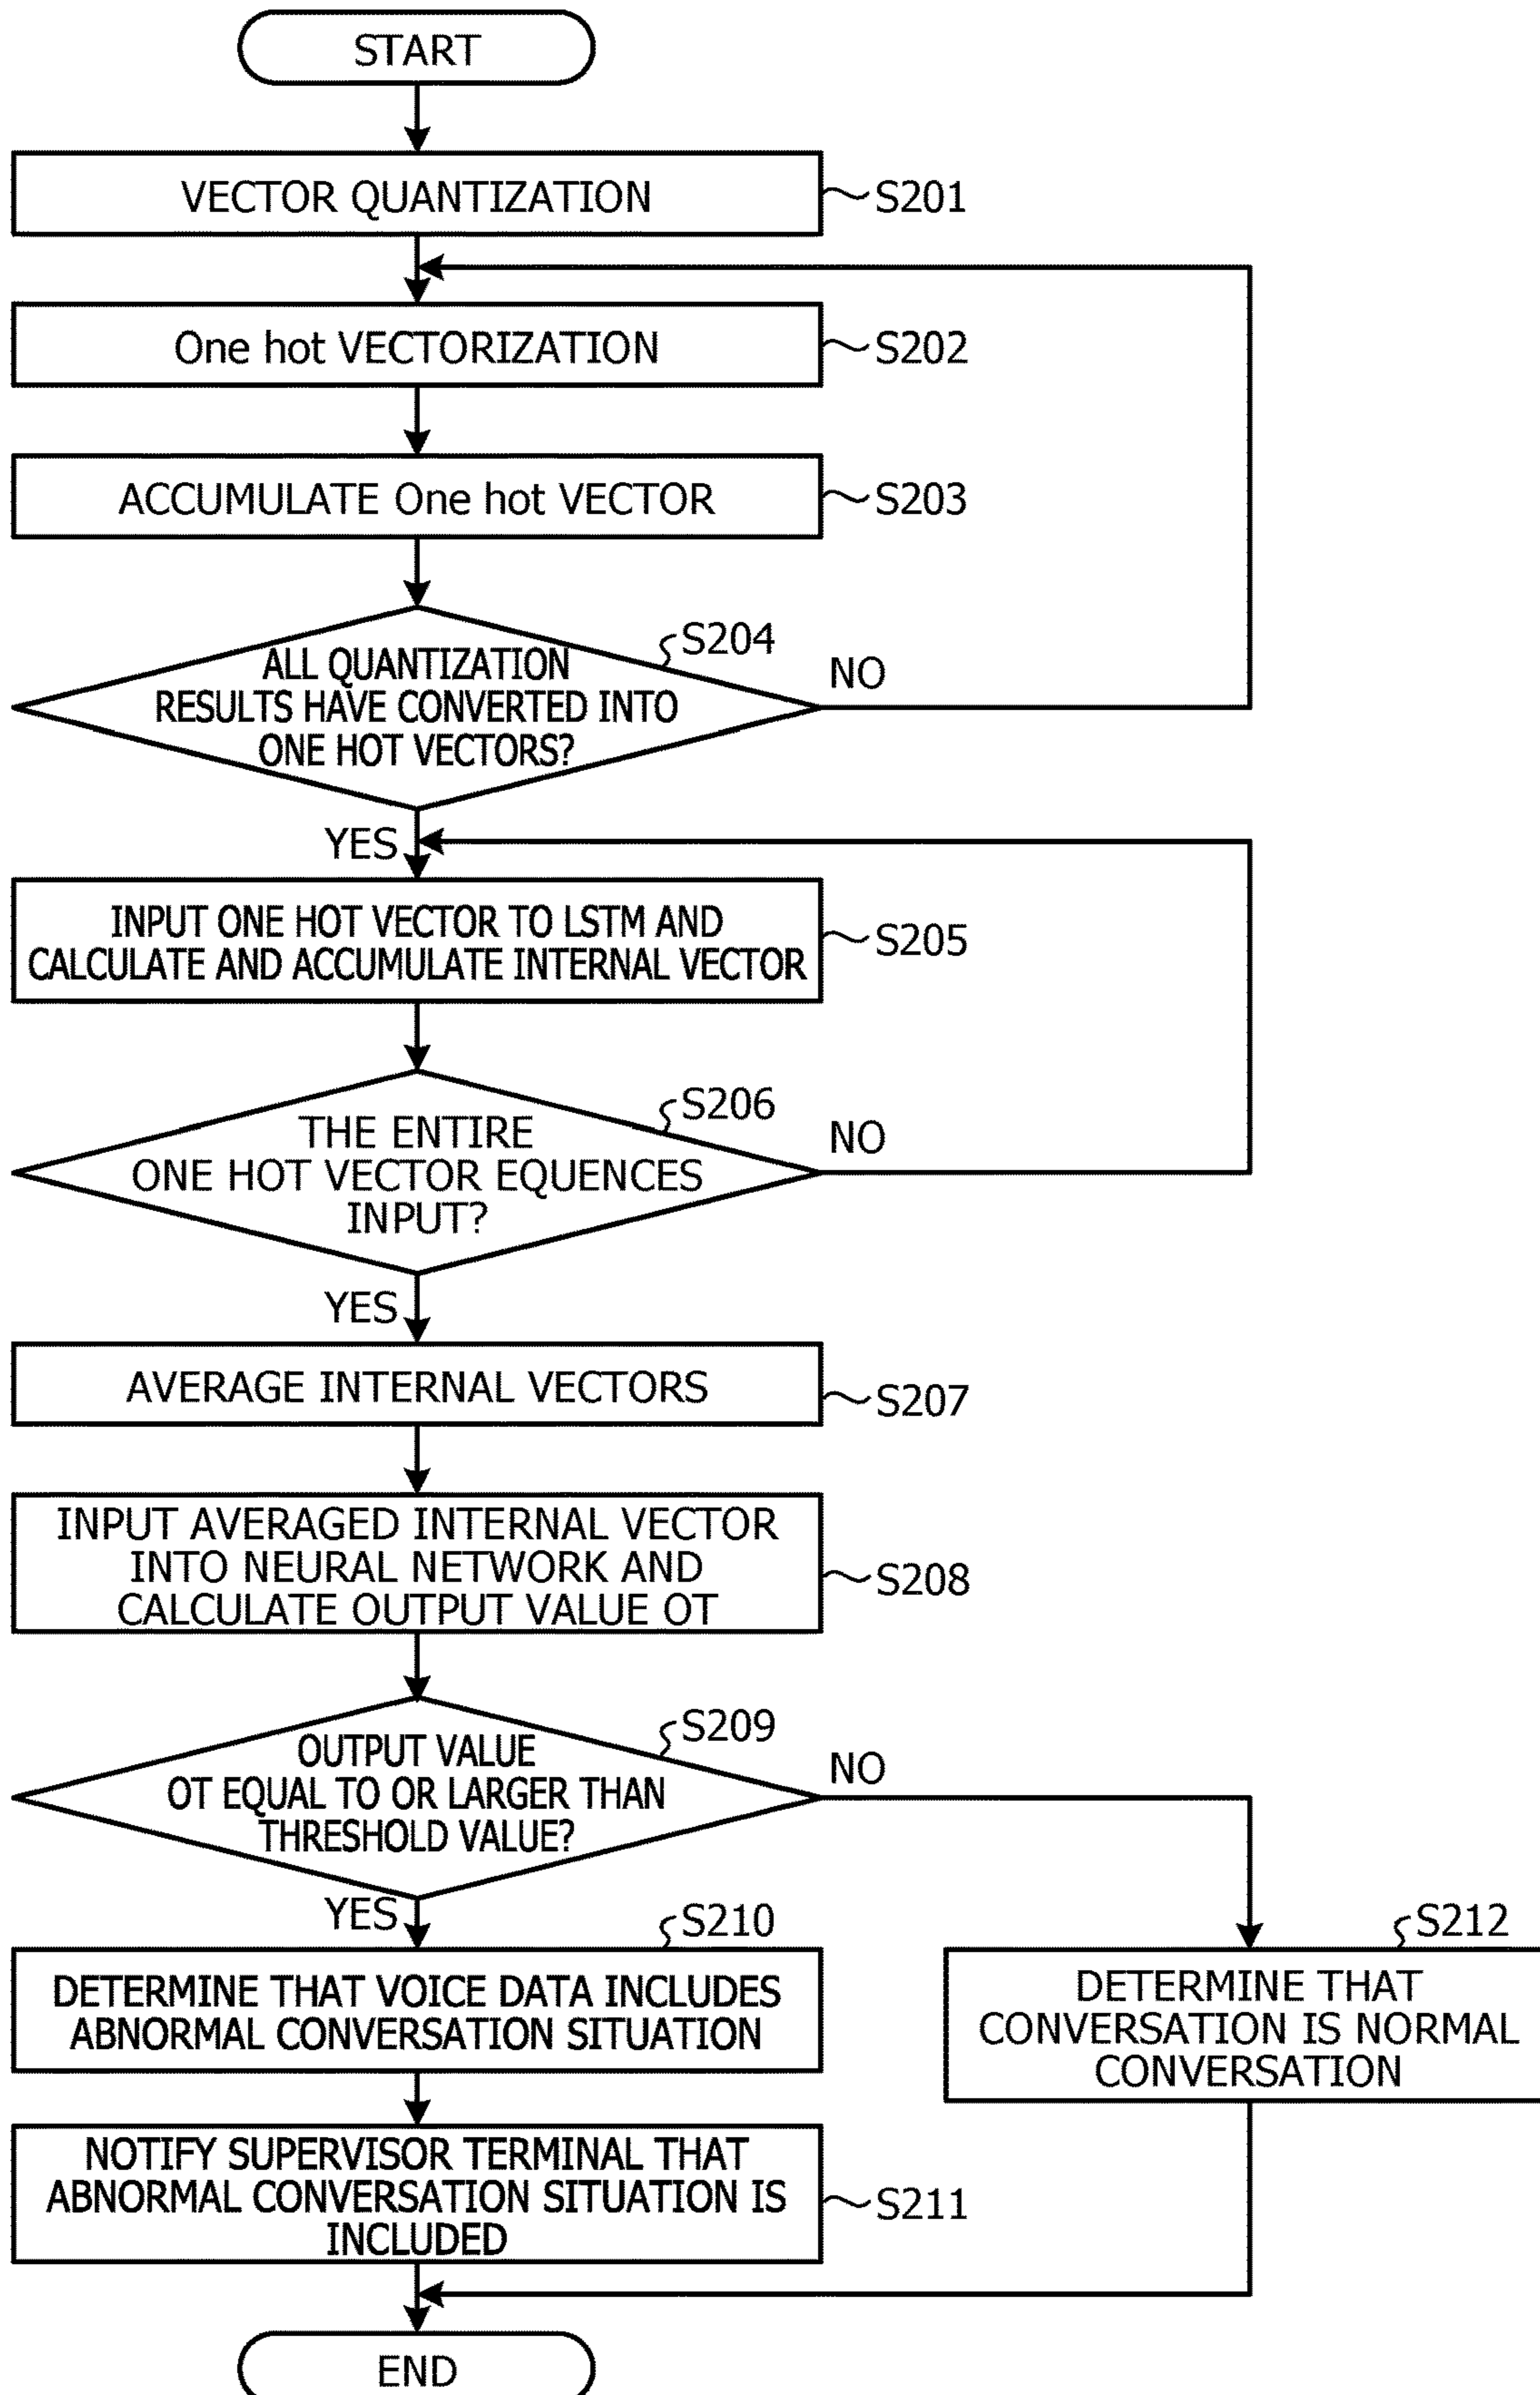 START
VECTOR QUANTIZATION
S201
One hot VECTORIZATION
S202
ACCUMULATE One hot VECTOR
S203
S204
ALL QUANTIZATION
RESULTS HAVE CONVERTED INTO
ONE HOT VECTORS?
NO
YES
INPUT ONE HOT VECTOR TO LSTM AND
CALCULATE AND ACCUMULATE INTERNAL VECTOR
S205
S206
THE ENTIRE
ONE HOT VECTOR EQUENCES
INPUT?
NO
YES
AVERAGE INTERNAL VECTORS
S207
INPUT AVERAGED INTERNAL VECTOR
INTO NEURAL NETWORK AND
CALCULATE OUTPUT VALUE OT
S208
S209
OUTPUT VALUE
OT EQUAL TO OR LARGER THAN
THRESHOLD VALUE?
NO
YES
S210
DETERMINE THAT VOICE DATA INCLUDES
ABNORMAL CONVERSATION SITUATION
S212
DETERMINE THAT
CONVERSATION IS NORMAL
CONVERSATION
NOTIFY SUPERVISOR TERMINAL THAT
ABNORMAL CONVERSATION SITUATION IS
INCLUDED
S211
END